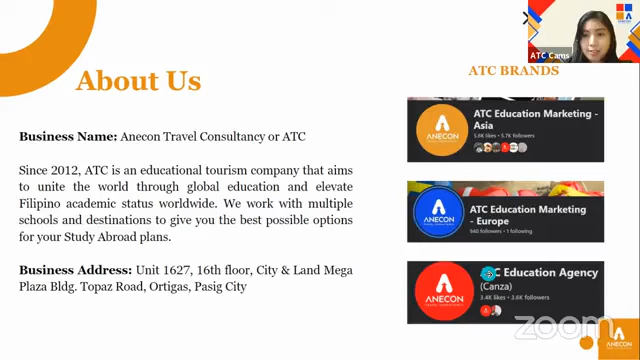 ATC Cams
About Us
ATC BRANDS
Business Name: Anecon Travel Consultancy or ATC
Since 2012, ATC is an educational tourism company that aims
to unite the world through global education and elevate
Filipino academic status worldwide. We work with multiple
schools and destinations to give you the best possible options
for your Study Abroad plans.
Business Address: Unit 1627, 16th floor, City & Land Mega
Plaza Bldg. Topaz Road, Ortigas, Pasig City
ANECON
ATC Education Marketing -
Asia
5.6K likes • 5.7K followers
ANECON
ATC Education Marketing
- Europe
940 followers • 1 following
ANECON
ATC Education Agency
(Canza)
3.4K likes • 3.6K followers
zoom
ANECON